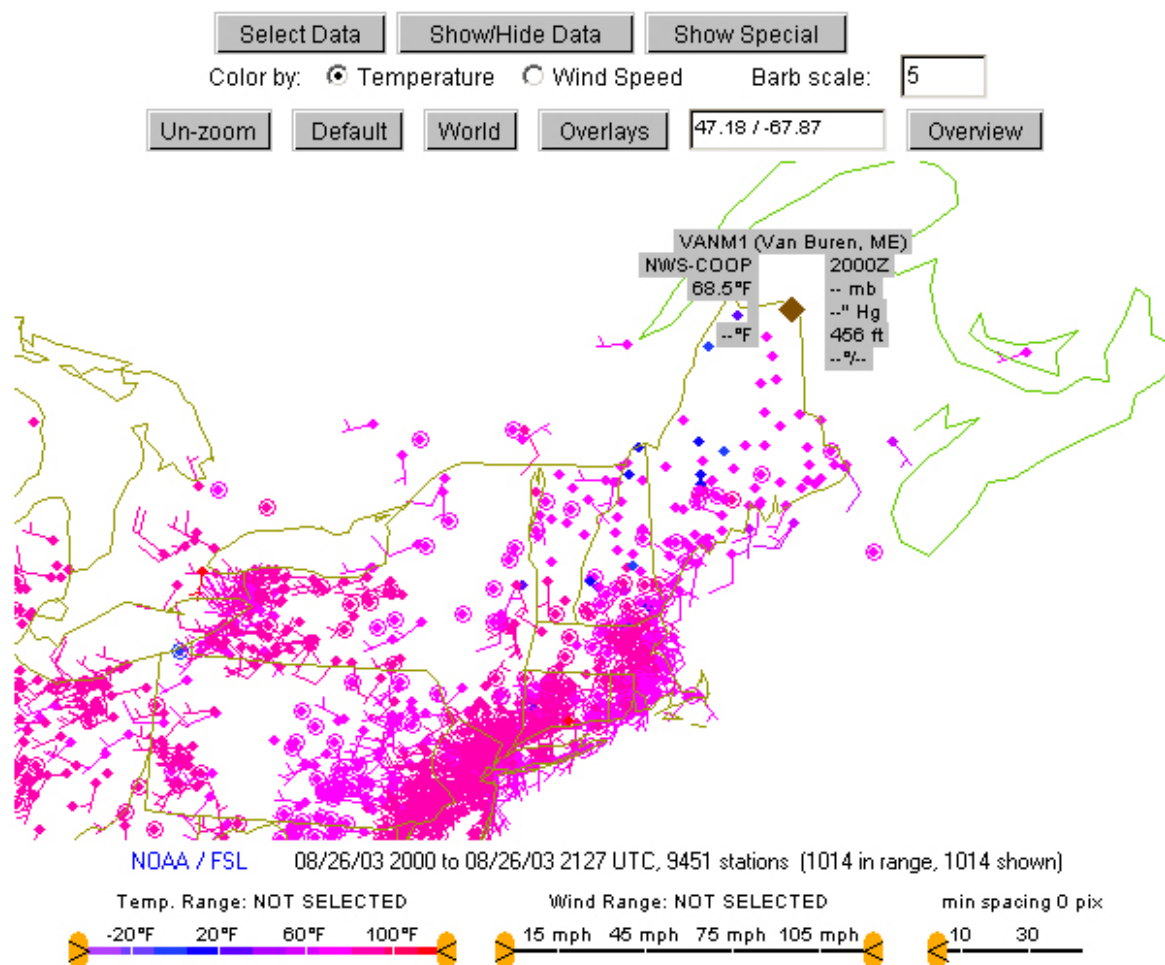 Select Data Show/Hide Data Show Special
Color by: Temperature Wind Speed Barb scale: 5
Un-zoom Default World Overlays 47.18 / -67.87 Overview
VANM1 (Van Buren, ME)
NWS-COOP 2000Z
68.5°F -- mb
--" Hg
--°F 456 ft
--°/--
NOAA / FSL 08/26/03 2000 to 08/26/03 2127 UTC, 9451 stations (1014 in range, 1014 shown)
Temp. Range: NOT SELECTED Wind Range: NOT SELECTED min spacing 0 pix
-20°F 20°F 60°F 100°F 15 mph 45 mph 75 mph 105 mph 10 30